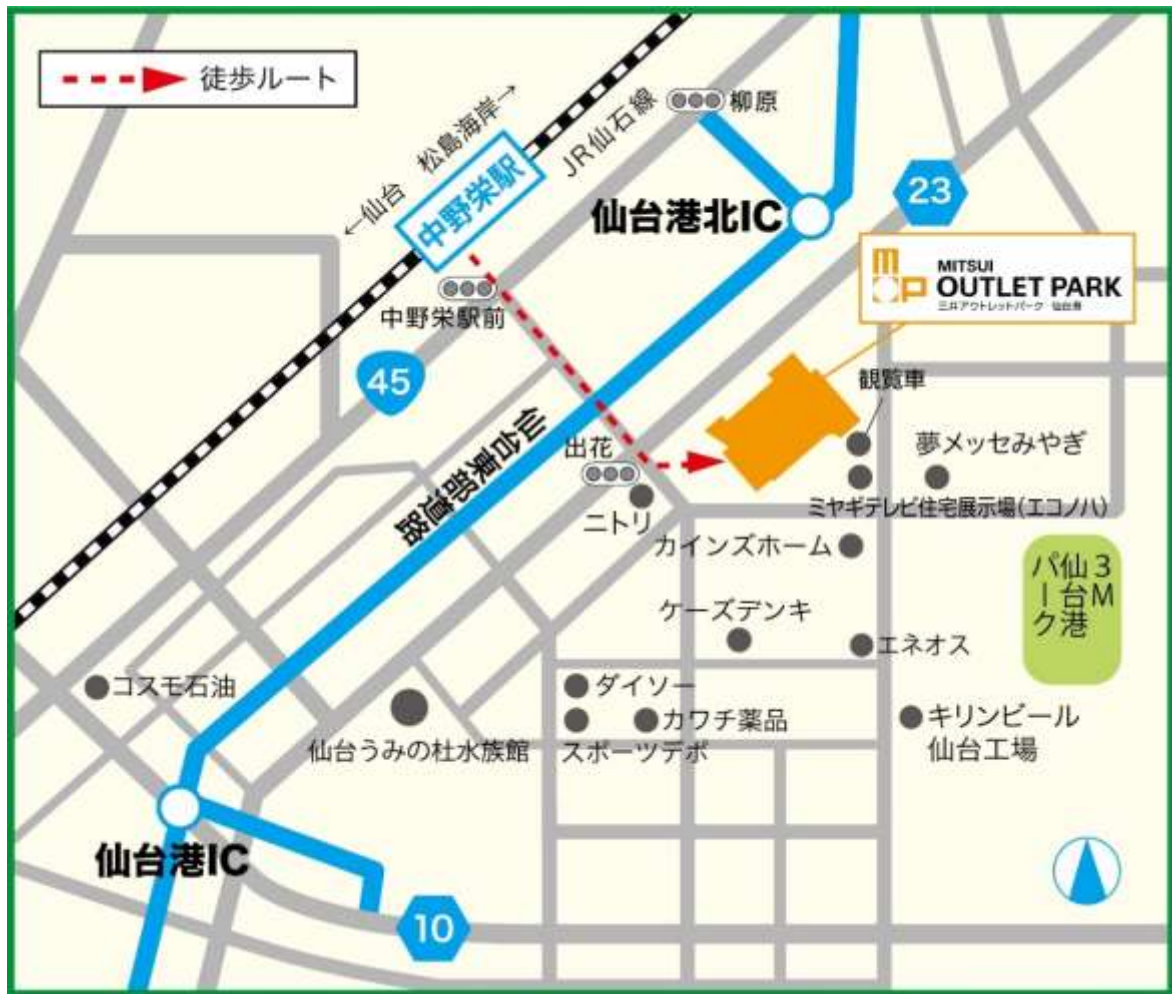 徒歩ルート
←仙台 松島海岸→
JR仙石線
柳原
中野栄駅
仙台港北IC
23
MITSUI
OUTLET PARK
三井アウトレットパーク 仙台港
中野栄駅前
45
観覧車
仙台東部道路
出花
夢メッセみやぎ
ニトリ
ミヤギテレビ住宅展示場(エコノハ)
カインズホーム
3M
仙台港
パーク
ケーズデンキ
エネオス
コスモ石油
ダイソー
カワチ薬品
キリンビール
仙台工場
仙台うみの杜水族館
スポーツデポ
仙台港IC
10